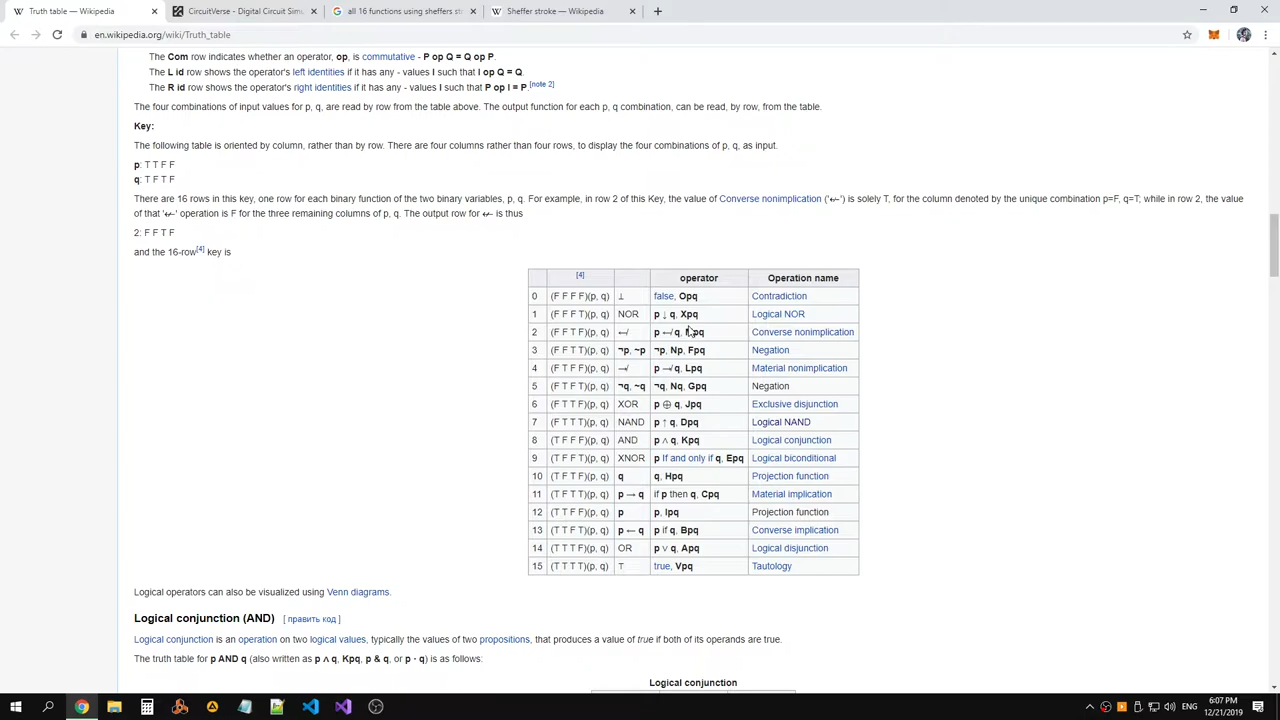 Truth table — Wikipedia
CircuitVerse - Digital Circuit Simu
all 16 functions using sheffers st
Sheffer stroke — Wikipedia
en.wikipedia.org/wiki/Truth_table
The Com row indicates whether an operator, op, is commutative - P op Q = Q op P.
The L id row shows the operator's left identities if it has any - values I such that I op Q = Q.
The R id row shows the operator's right identities if it has any - values I such that P op I = P.[note 2]
The four combinations of input values for p, q, are read by row from the table above. The output function for each p, q combination, can be read, by row, from the table.
Key:
The following table is oriented by column, rather than by row. There are four columns rather than four rows, to display the four combinations of p, q, as input.
p: T T F F
q: T F T F
There are 16 rows in this key, one row for each binary function of the two binary variables, p, q. For example, in row 2 of this Key, the value of Converse nonimplication ('↚') is solely T, for the column denoted by the unique combination p=F, q=T; while in row 2, the value
of that '↚' operation is F for the three remaining columns of p, q. The output row for ↚ is thus
2: F F T F
and the 16-row[4] key is
[4] operator Operation name
0 (F F F F)(p, q) ⊥ false, Opq Contradiction
1 (F F F T)(p, q) NOR p ↓ q, Xpq Logical NOR
2 (F F T F)(p, q) ↚ p ↚ q, pq Converse nonimplication
3 (F F T T)(p, q) ¬p, ~p ¬p, Np, Fpq Negation
4 (F T F F)(p, q) ↛ p ↛ q, Lpq Material nonimplication
5 (F T F T)(p, q) ¬q, ~q ¬q, Nq, Gpq Negation
6 (F T T F)(p, q) XOR p ⊕ q, Jpq Exclusive disjunction
7 (F T T T)(p, q) NAND p ↑ q, Dpq Logical NAND
8 (T F F F)(p, q) AND p ∧ q, Kpq Logical conjunction
9 (T F F T)(p, q) XNOR p If and only if q, Epq Logical biconditional
10 (T F T F)(p, q) q q, Hpq Projection function
11 (T F T T)(p, q) p → q if p then q, Cpq Material implication
12 (T T F F)(p, q) p p, Ipq Projection function
13 (T T F T)(p, q) p ← q p if q, Bpq Converse implication
14 (T T T F)(p, q) OR p ∨ q, Apq Logical disjunction
15 (T T T T)(p, q) ⊤ true, Vpq Tautology
Logical operators can also be visualized using Venn diagrams.
Logical conjunction (AND) [ править код ]
Logical conjunction is an operation on two logical values, typically the values of two propositions, that produces a value of true if both of its operands are true.
The truth table for p AND q (also written as p ∧ q, Kpq, p & q, or p · q) is as follows:
Logical conjunction
ENG
6:07 PM
12/21/2019